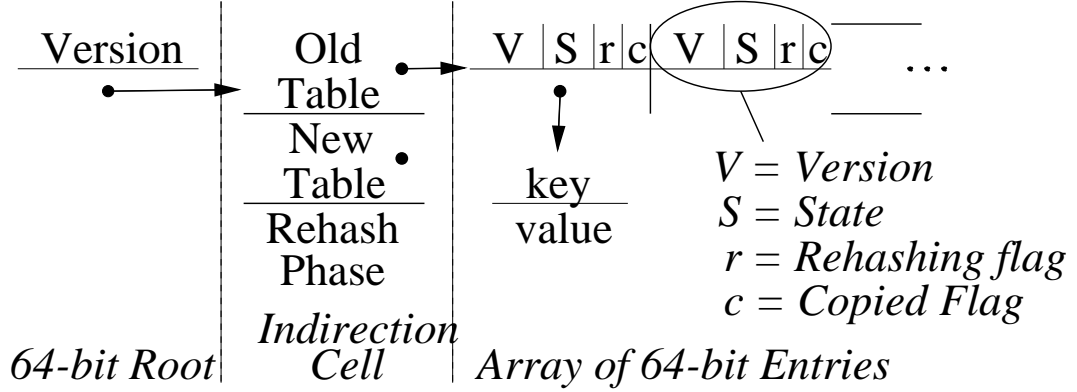 Version
Old
Table
New
Table
Rehash
Phase
V S r c V S r c ...
key
value
V = Version
S = State
r = Rehashing flag
c = Copied Flag
64-bit Root
Indirection
Cell
Array of 64-bit Entries